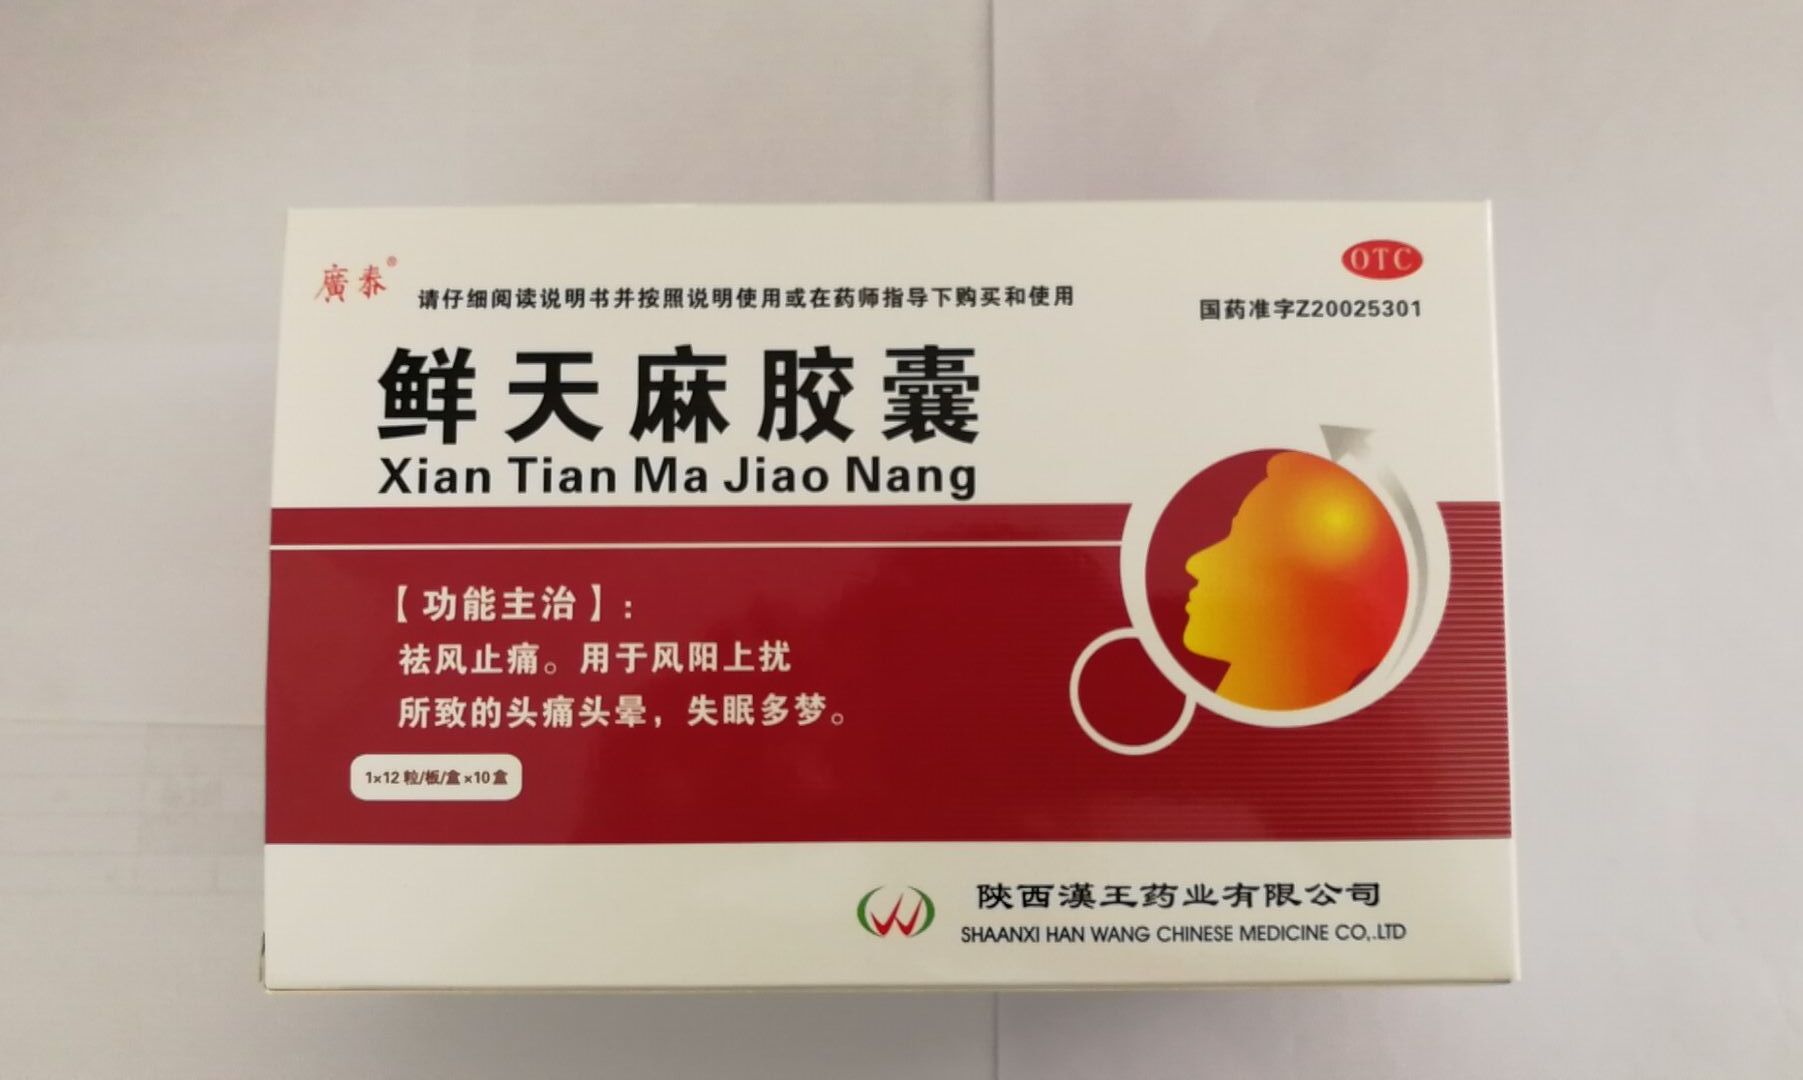 廣泰®
请仔细阅读说明书并按照说明使用或在药师指导下购买和使用
OTC
国药准字Z20025301
鲜天麻胶囊
Xian Tian Ma Jiao Nang
【功能主治】:
祛风止痛。用于风阳上扰
所致的头痛头晕，失眠多梦。
1×12粒/板/盒×10盒
陕西漢王药业有限公司
SHAANXI HAN WANG CHINESE MEDICINE CO,.LTD